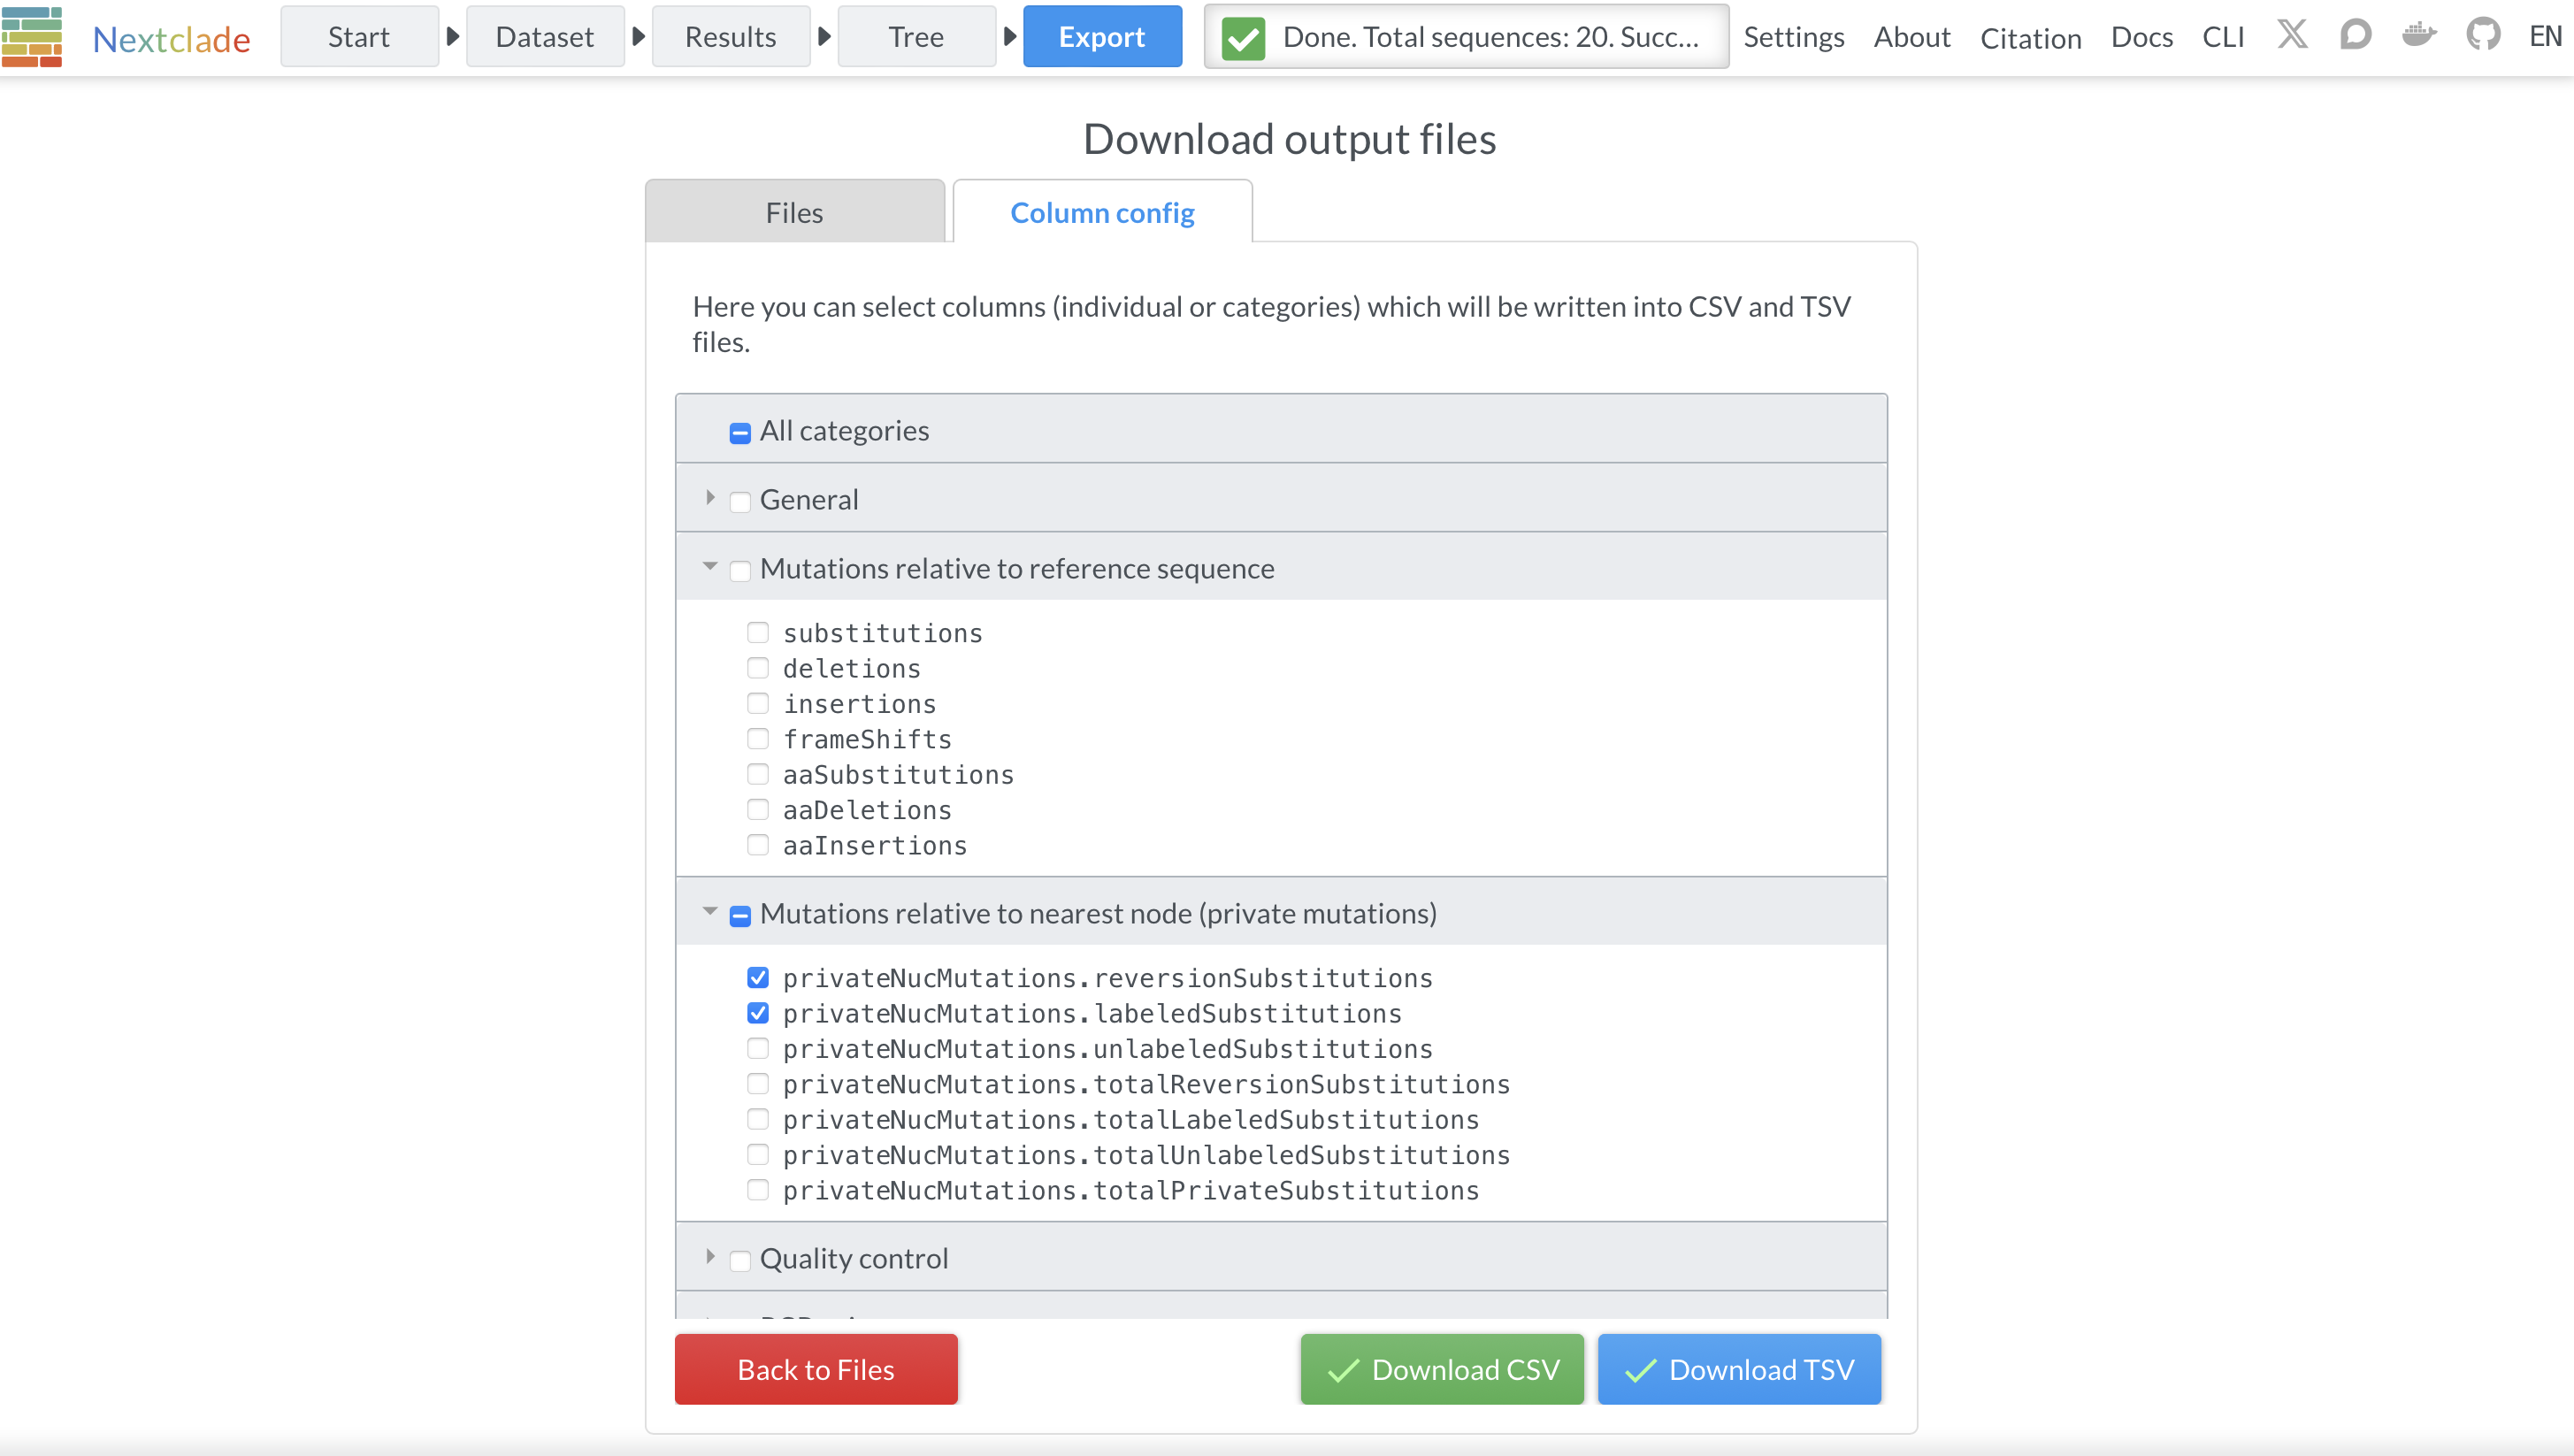 Nextclade Start Dataset Results Tree Export Done. Total sequences: 20. Succ... Settings About Citation Docs CLI EN
Download output files
Files Column config
Here you can select columns (individual or categories) which will be written into CSV and TSV
files.
All categories
General
Mutations relative to reference sequence
substitutions
deletions
insertions
frameShifts
aaSubstitutions
aaDeletions
aaInsertions
Mutations relative to nearest node (private mutations)
privateNucMutations.reversionSubstitutions
privateNucMutations.labeledSubstitutions
privateNucMutations.unlabeledSubstitutions
privateNucMutations.totalReversionSubstitutions
privateNucMutations.totalLabeledSubstitutions
privateNucMutations.totalUnlabeledSubstitutions
privateNucMutations.totalPrivateSubstitutions
Quality control
Back to Files Download CSV Download TSV